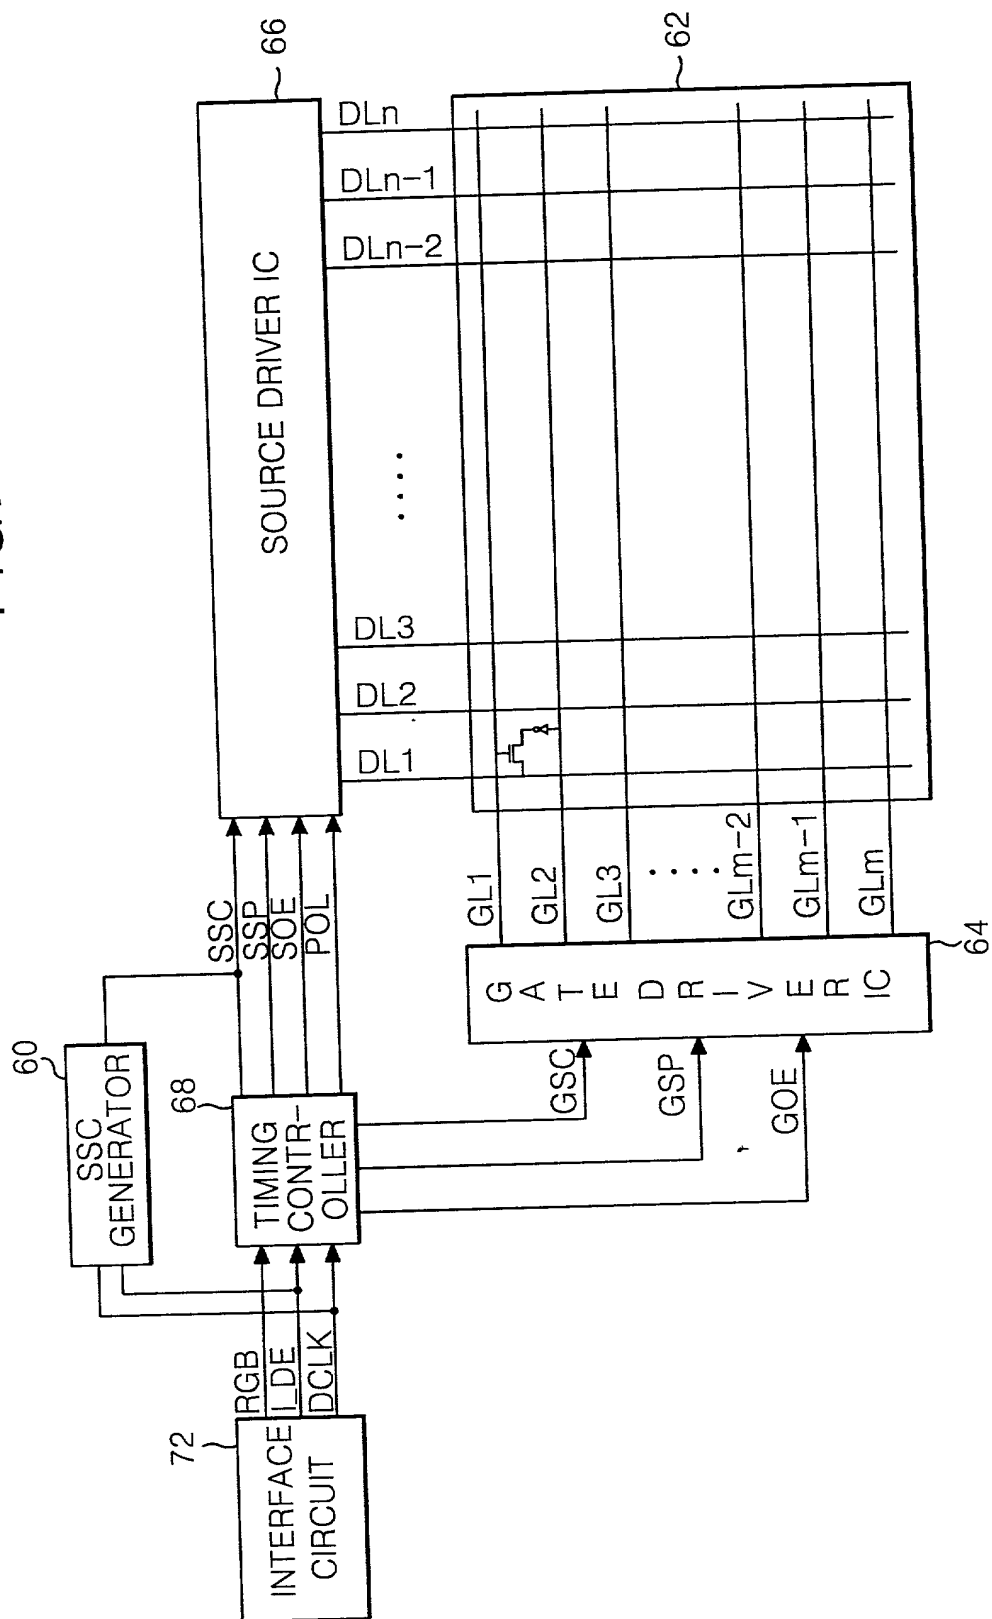 66
SOURCE DRIVER IC
DL1
DL2
DL3
DLn-2
DLn-1
DLn
62
60
SSC
GENERATOR
SSC
SSP
SOE
POL
68
TIMING
CONTR-
OLLER
72
INTERFACE
CIRCUIT
RGB
LDE
DCLK
GSC
GSP
GOE
GATE DRIVER IC
64
GL1
GL2
GL3
GLm-2
GLm-1
GLm